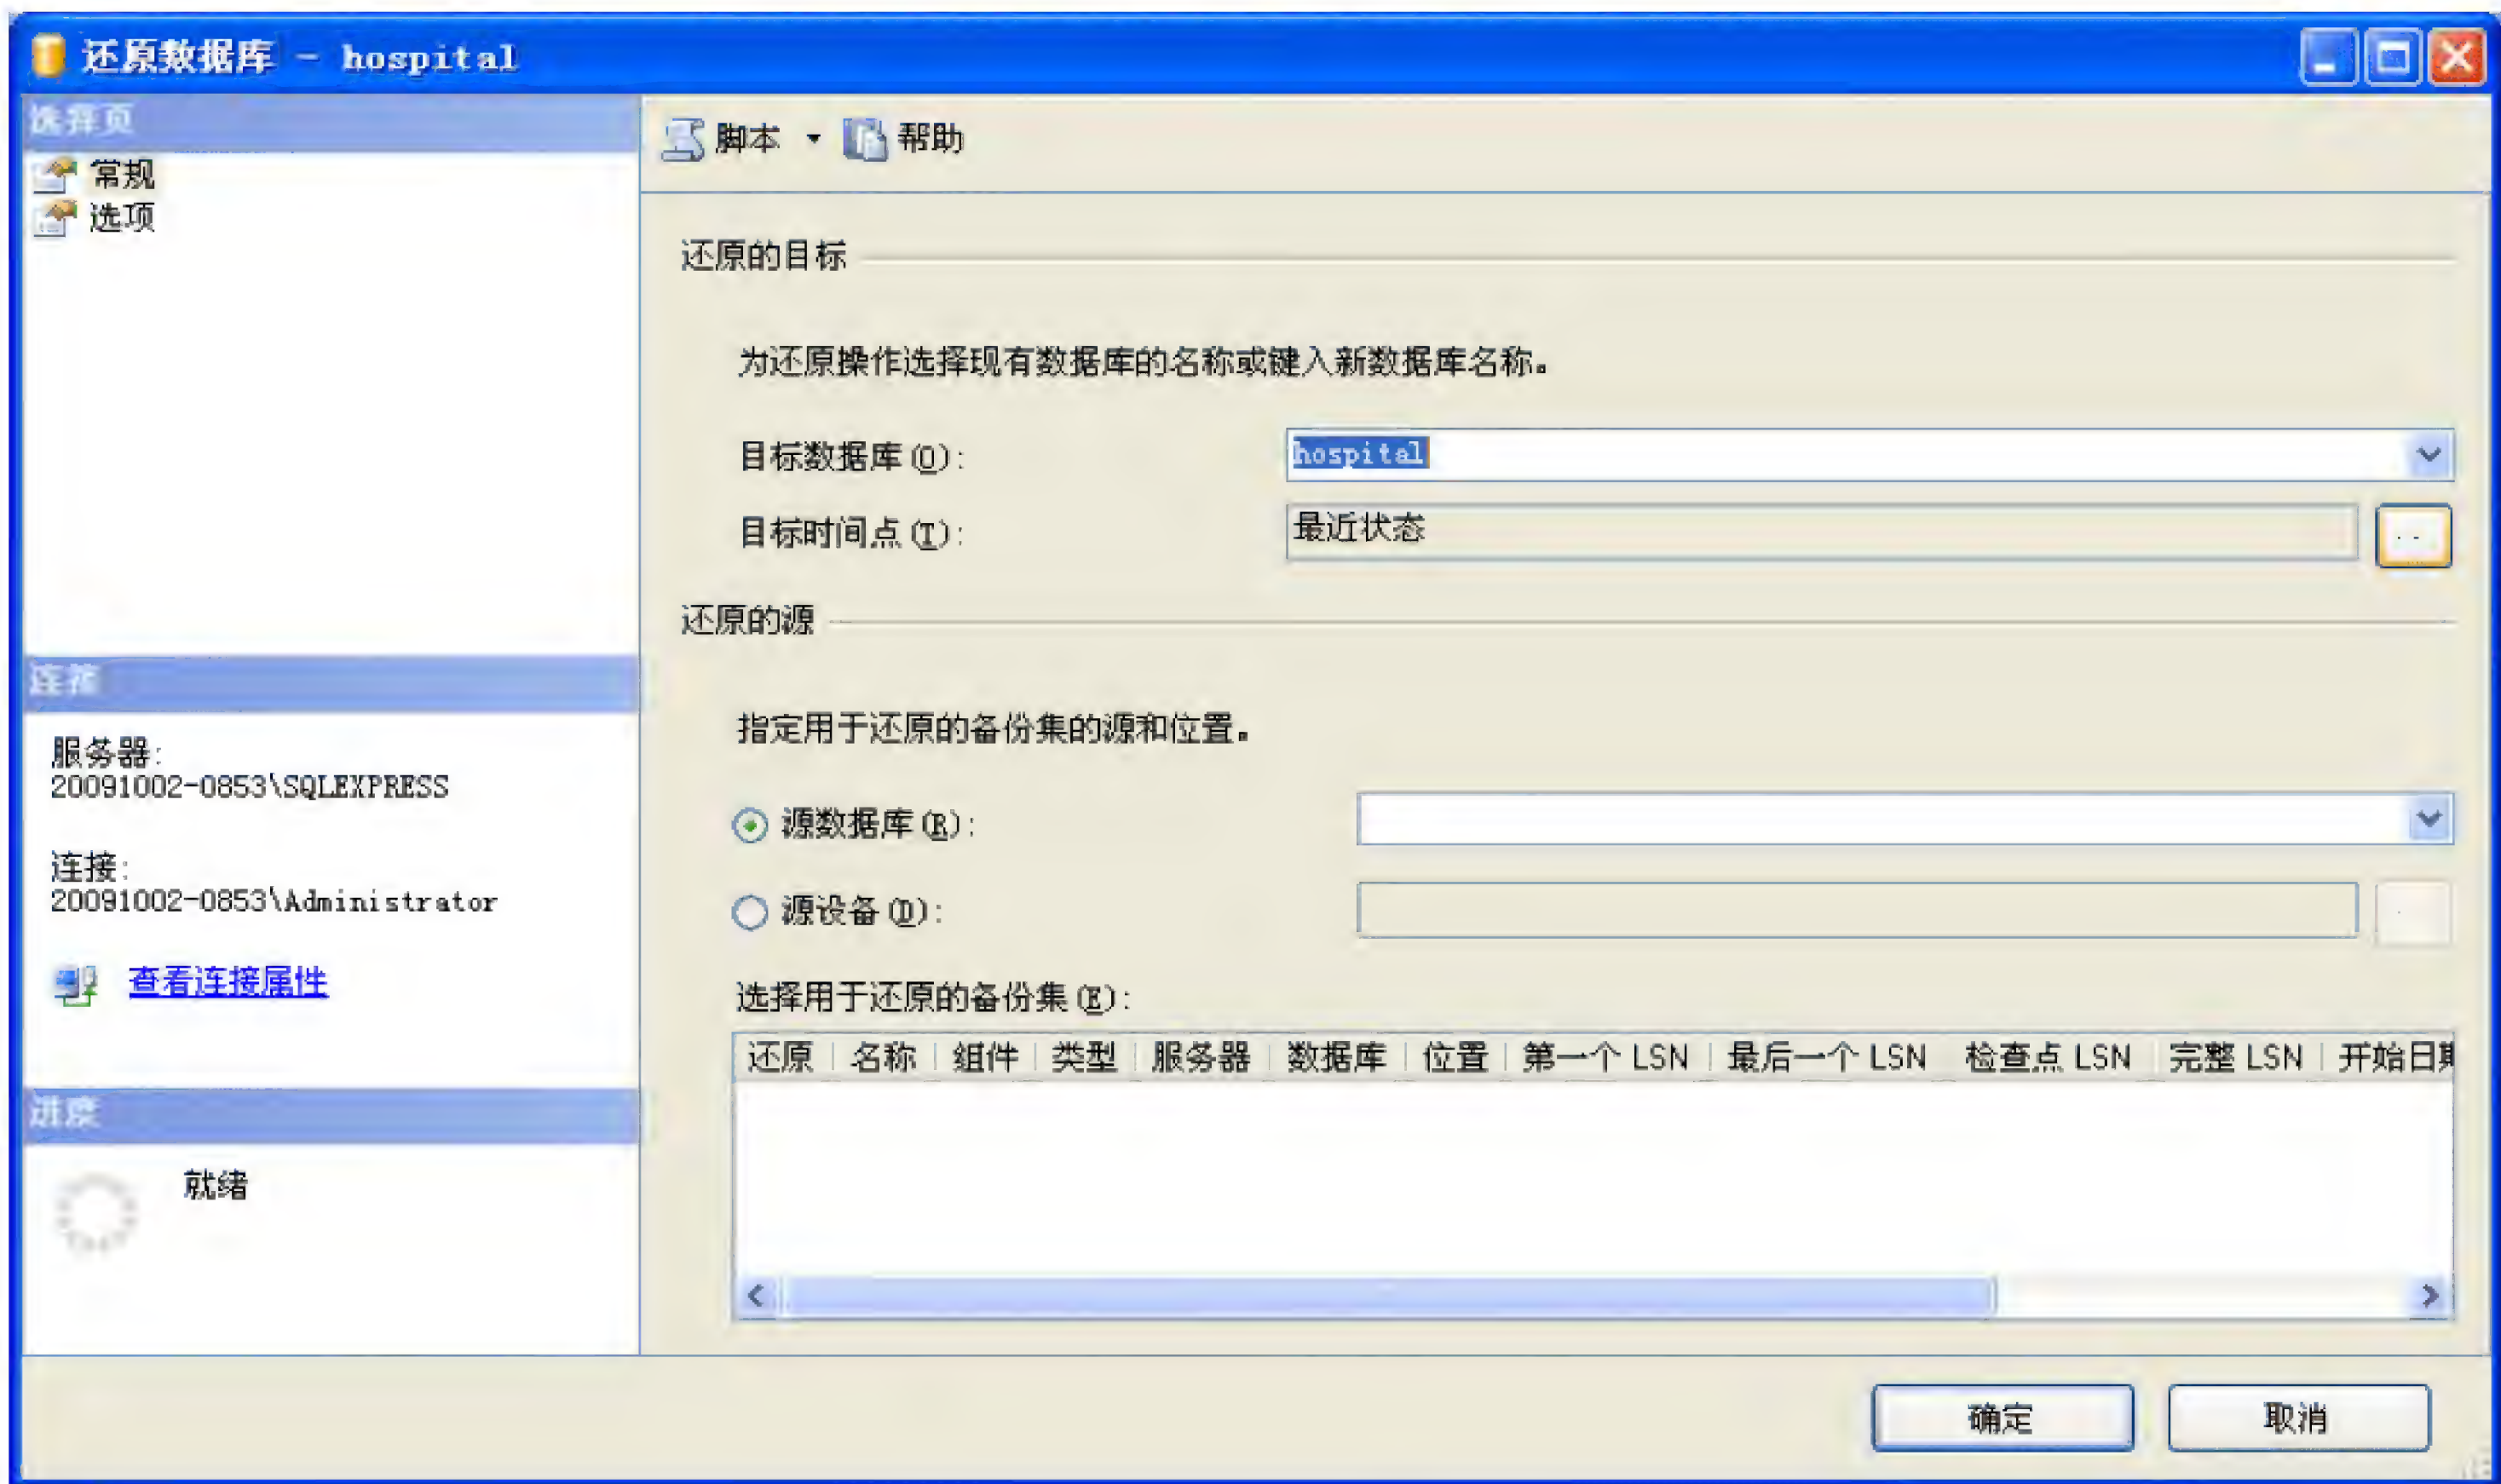 还原数据库 - hospital
选择页
常规
选项
脚本 帮助
还原的目标
为还原操作选择现有数据库的名称或键入新数据库名称。
目标数据库(O): hospital
目标时间点(T): 最近状态
还原的源
指定用于还原的备份集的源和位置。
源数据库(R):
源设备(D):
选择用于还原的备份集(E):
还原 名称 组件 类型 服务器 数据库 位置 第一个 LSN 最后一个 LSN 检查点 LSN 完整 LSN 开始日期
连接
服务器:
20091002-0853\SQLEXPRESS
连接:
20091002-0853\Administrator
查看连接属性
进度
就绪
确定 取消